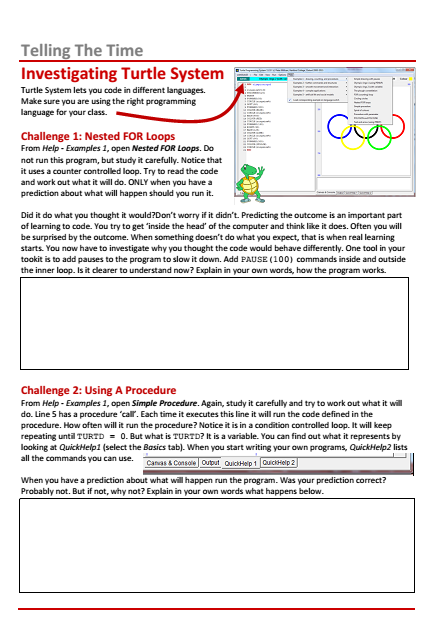 Telling The Time
Investigating Turtle System
Turtle System lets you code in different languages.
Make sure you are using the right programming
language for your class.
Challenge 1: Nested FOR Loops
From Help - Examples 1, open Nested FOR Loops. Do
not run this program, but study it carefully. Notice that
it uses a counter controlled loop. Try to read the code
and work out what it will do. ONLY when you have a
prediction about what will happen should you run it.
Did it do what you thought it would?Don't worry if it didn't. Predicting the outcome is an important part
of learning to code. You try to get 'inside the head' of the computer and think like it does. Often you will
be surprised by the outcome. When something doesn't do what you expect, that is when real learning
starts. You now have to investigate why you thought the code would behave differently. One tool in your
tookit is to add pauses to the program to slow it down. Add PAUSE(100) commands inside and outside
the inner loop. Is it clearer to understand now? Explain in your own words, how the program works.
Challenge 2: Using A Procedure
From Help - Examples 1, open Simple Procedure. Again, study it carefully and try to work out what it will
do. Line 5 has a procedure 'call'. Each time it executes this line it will run the code defined in the
procedure. How often will it run the procedure? Notice it is in a condition controlled loop. It will keep
repeating until TURTD = 0. But what is TURTD? It is a variable. You can find out what it represents by
looking at QuickHelp1 (select the Basics tab). When you start writing your own programs, QuickHelp2 lists
all the commands you can use.
Canvas & Console Output QuickHelp 1 QuickHelp 2
When you have a prediction about what will happen run the program. Was your prediction correct?
Probably not. But if not, why not? Explain in your own words what happens below.